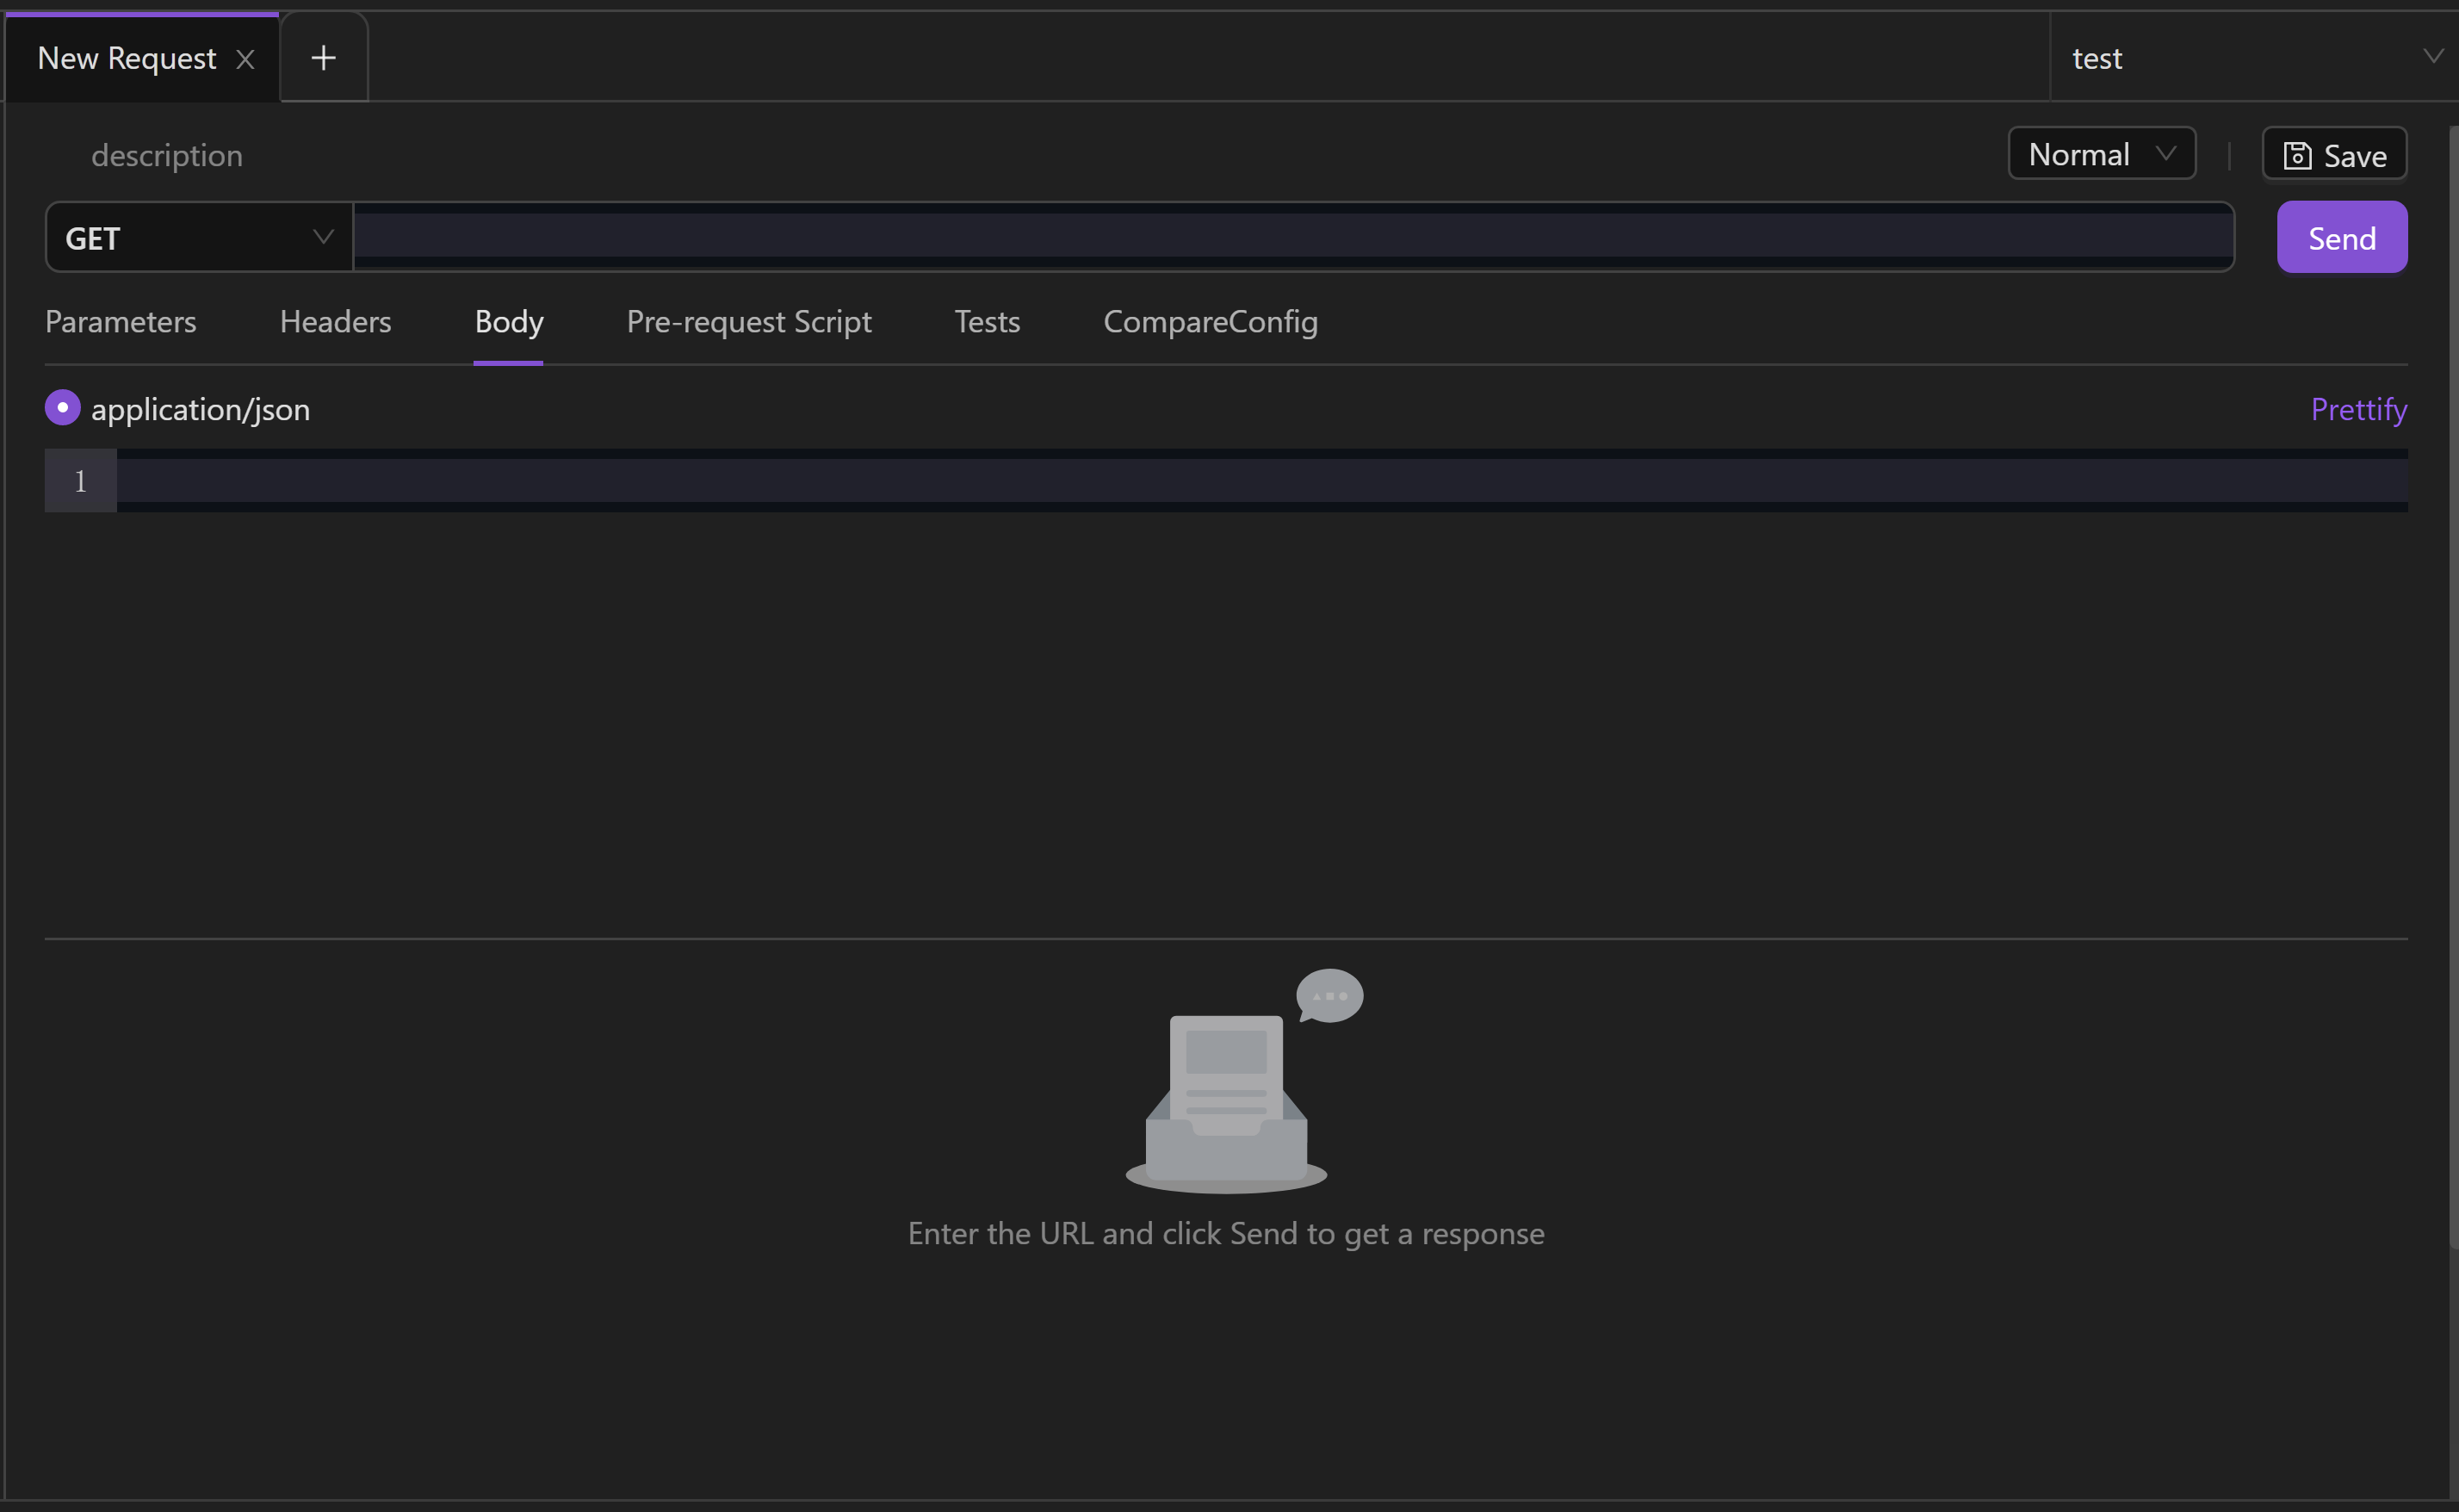 New Request
test
description
Normal
Save
GET
Send
Parameters Headers Body Pre-request Script Tests CompareConfig
application/json
Prettify
1
Enter the URL and click Send to get a response